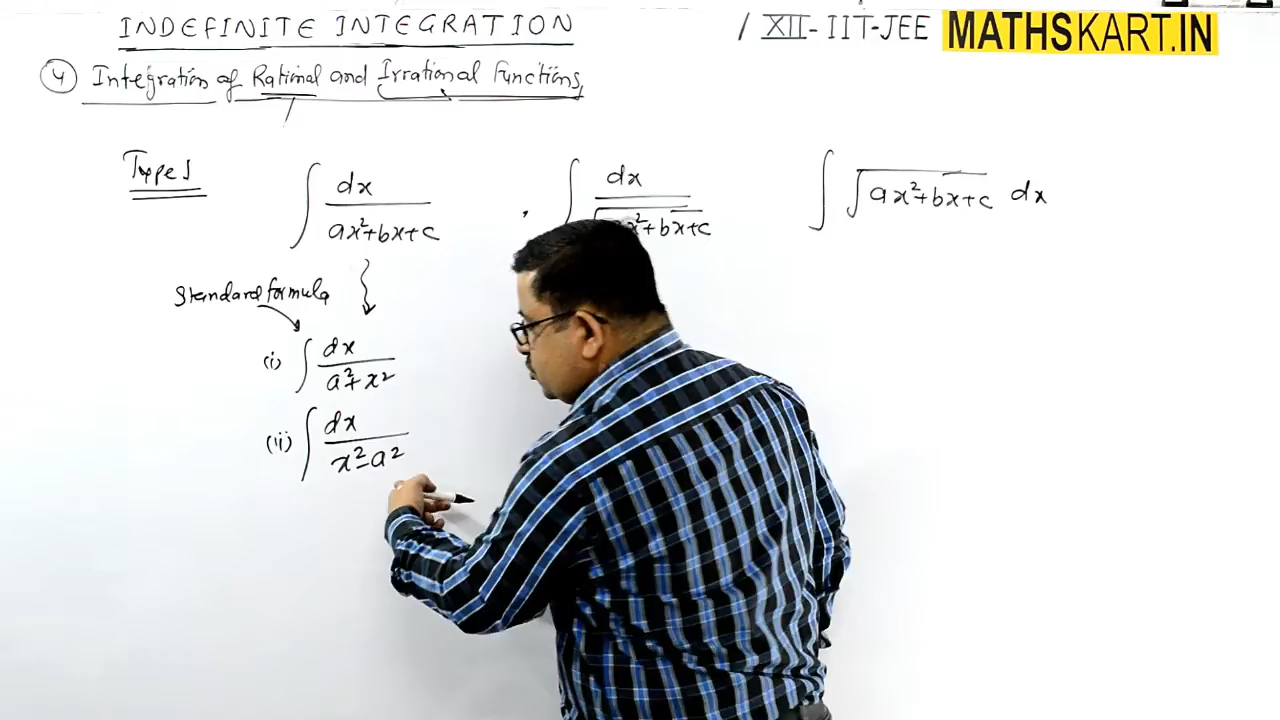 INDEFINITE INTEGRATION / XII- IIT-JEE MATHSKART.IN
4 Integration of Rational and Irrational Functions
Type 1 ∫ dx/(ax²+bx+c) , ∫ dx/√(ax²+bx+c) ∫ √(ax²+bx+c) dx
Standard formula
(i) ∫ dx/(a²+x²)
(ii) ∫ dx/(x²-a²)